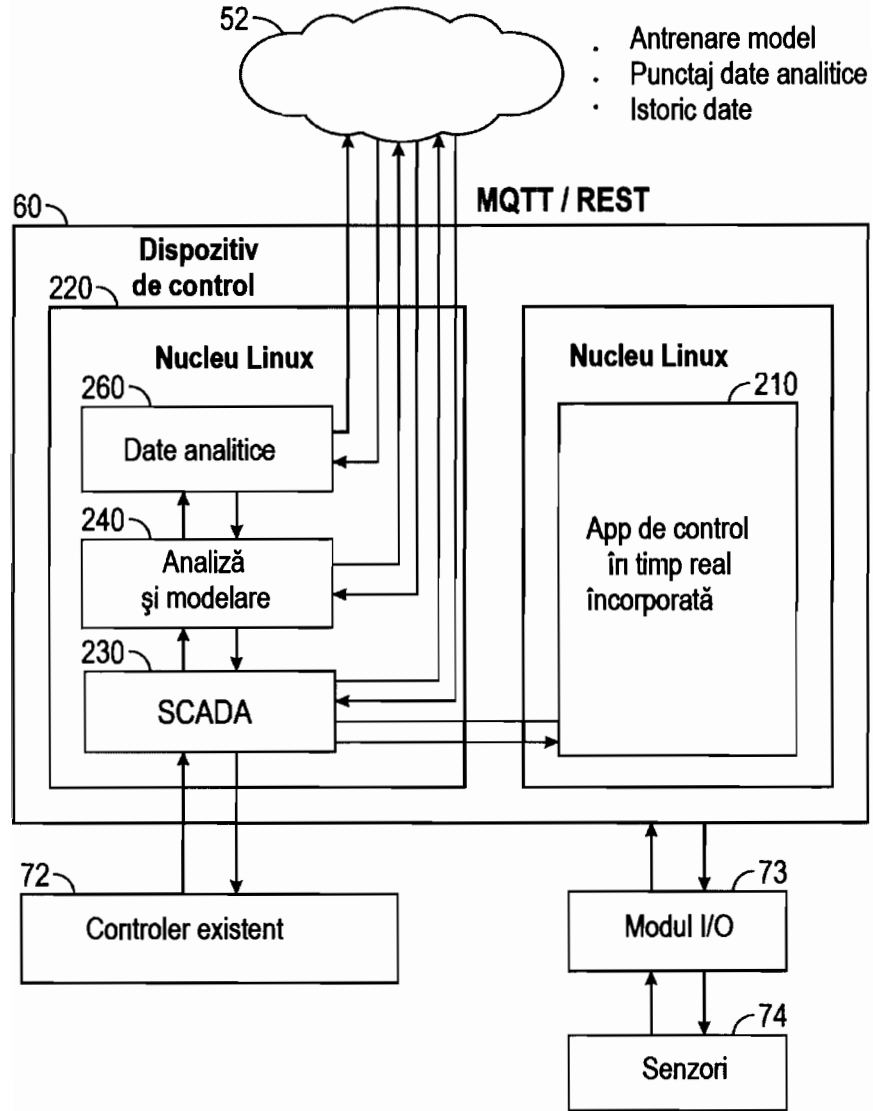 52
. Antrenare model
. Punctaj date analitice
· Istoric date
MQTT / REST
60
Dispozitiv
de control
220
Nucleu Linux
260
Date analitice
240
Analiză
şi modelare
230
SCADA
Nucleu Linux
210
App de control
în timp real
încorporată
72
Controler existent
73
Modul I/O
74
Senzori